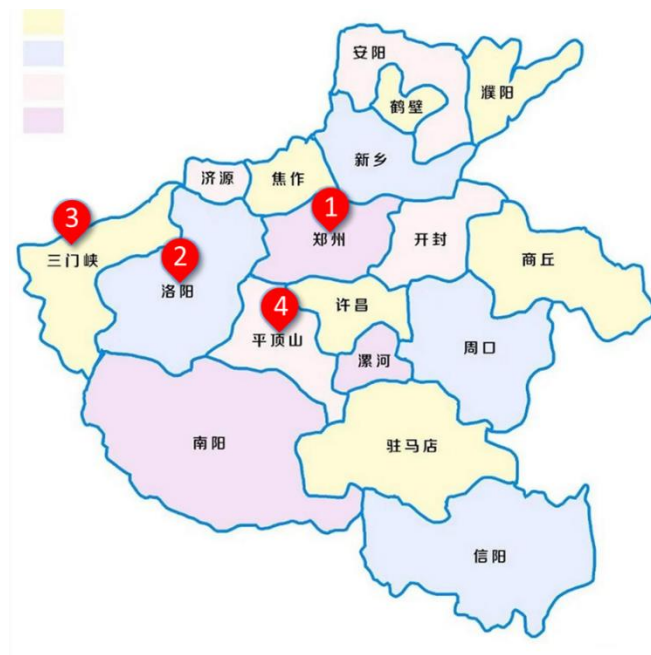 安阳
濮阳
鹤壁
新乡
济源
焦作
3
1
三门峡
2
郑州
开封
商丘
洛阳
4
许昌
平顶山
周口
漯河
南阳
驻马店
信阳